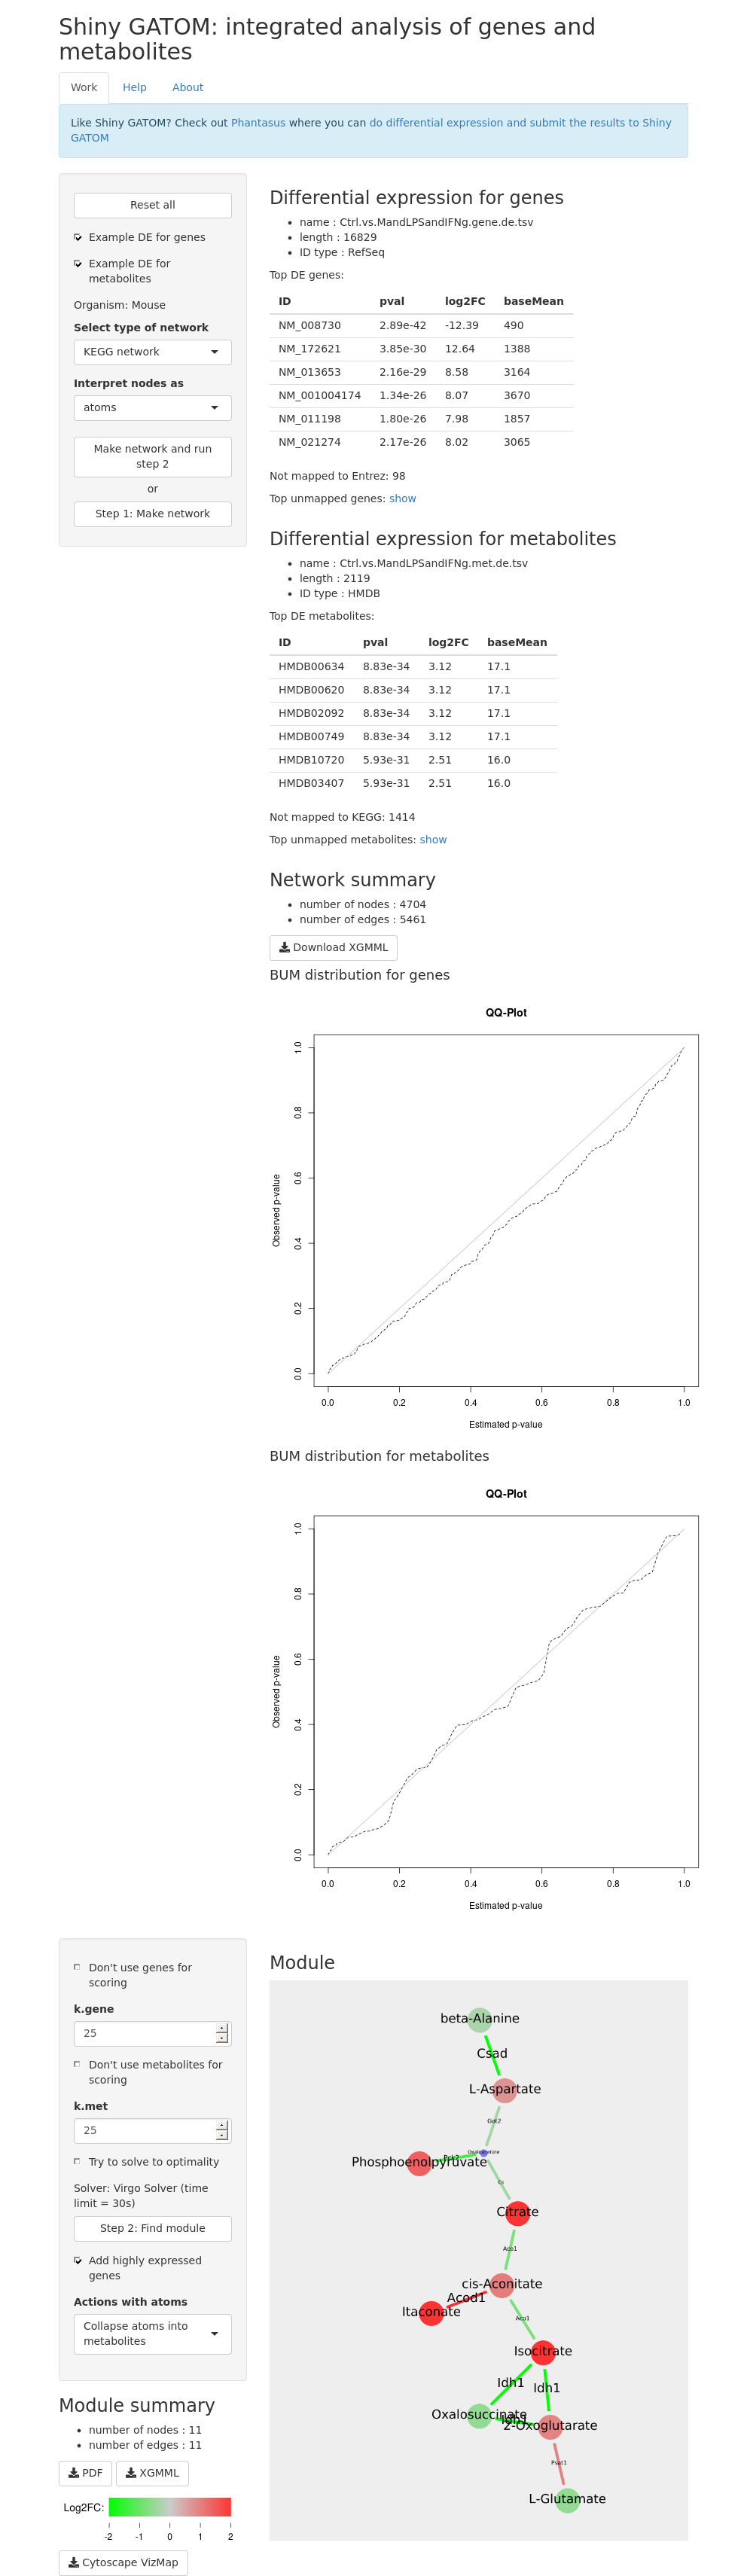 Shiny GATOM: integrated analysis of genes and
metabolites
Work
Help
About
Like Shiny GATOM? Check out Phantasus where you can do differential expression and submit the results to Shiny
GATOM
Reset all
Example DE for genes
Example DE for
metabolites
Organism: Mouse
Select type of network
KEGG network
Interpret nodes as
atoms
Make network and run
step 2
or
Step 1: Make network
Differential expression for genes
name : Ctrl.vs.MandLPSandIFNg.gene.de.tsv
length : 16829
ID type : RefSeq
Top DE genes:
ID pval log2FC baseMean
NM_008730 2.89e-42 -12.39 490
NM_172621 3.85e-30 12.64 1388
NM_013653 2.16e-29 8.58 3164
NM_001004174 1.34e-26 8.07 3670
NM_011198 1.80e-26 7.98 1857
NM_021274 2.17e-26 8.02 3065
Not mapped to Entrez: 98
Top unmapped genes: show
Differential expression for metabolites
name : Ctrl.vs.MandLPSandIFNg.met.de.tsv
length : 2119
ID type : HMDB
Top DE metabolites:
ID pval log2FC baseMean
HMDB00634 8.83e-34 3.12 17.1
HMDB00620 8.83e-34 3.12 17.1
HMDB02092 8.83e-34 3.12 17.1
HMDB00749 8.83e-34 3.12 17.1
HMDB10720 5.93e-31 2.51 16.0
HMDB03407 5.93e-31 2.51 16.0
Not mapped to KEGG: 1414
Top unmapped metabolites: show
Network summary
number of nodes : 4704
number of edges : 5461
Download XGMML
BUM distribution for genes
QQ-Plot
1.0
0.8
0.6
0.4
0.2
0.0
Observed p-value
0.0 0.2 0.4 0.6 0.8 1.0
Estimated p-value
BUM distribution for metabolites
QQ-Plot
1.0
0.8
0.6
0.4
0.2
0.0
Observed p-value
0.0 0.2 0.4 0.6 0.8 1.0
Estimated p-value
Don't use genes for
scoring
k.gene
25
Don't use metabolites for
scoring
k.met
25
Try to solve to optimality
Solver: Virgo Solver (time
limit = 30s)
Step 2: Find module
Add highly expressed
genes
Actions with atoms
Collapse atoms into
metabolites
Module summary
number of nodes : 11
number of edges : 11
PDF
XGMML
Log2FC:
-2 -1 0 1 2
Cytoscape VizMap
Module
beta-Alanine
Csad
L-Aspartate
Got2
Oxaloacetate
Phosphoenolpyruvate
Cs
Citrate
Aco1
cis-Aconitate
Acod1
Itaconate
Aco1
Isocitrate
Idh1
Idh1
Oxalosuccinate
Idh1
2-Oxoglutarate
Psat1
L-Glutamate